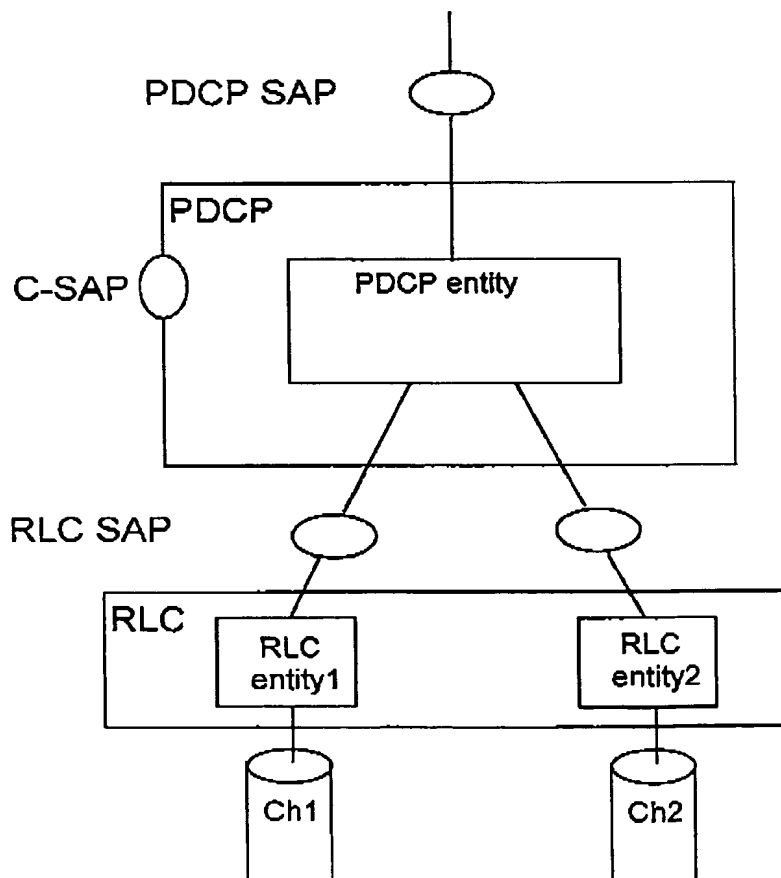 PDCP SAP
PDCP
C-SAP
PDCP entity
RLC SAP
RLC
RLC
entity1
RLC
entity2
Ch1
Ch2